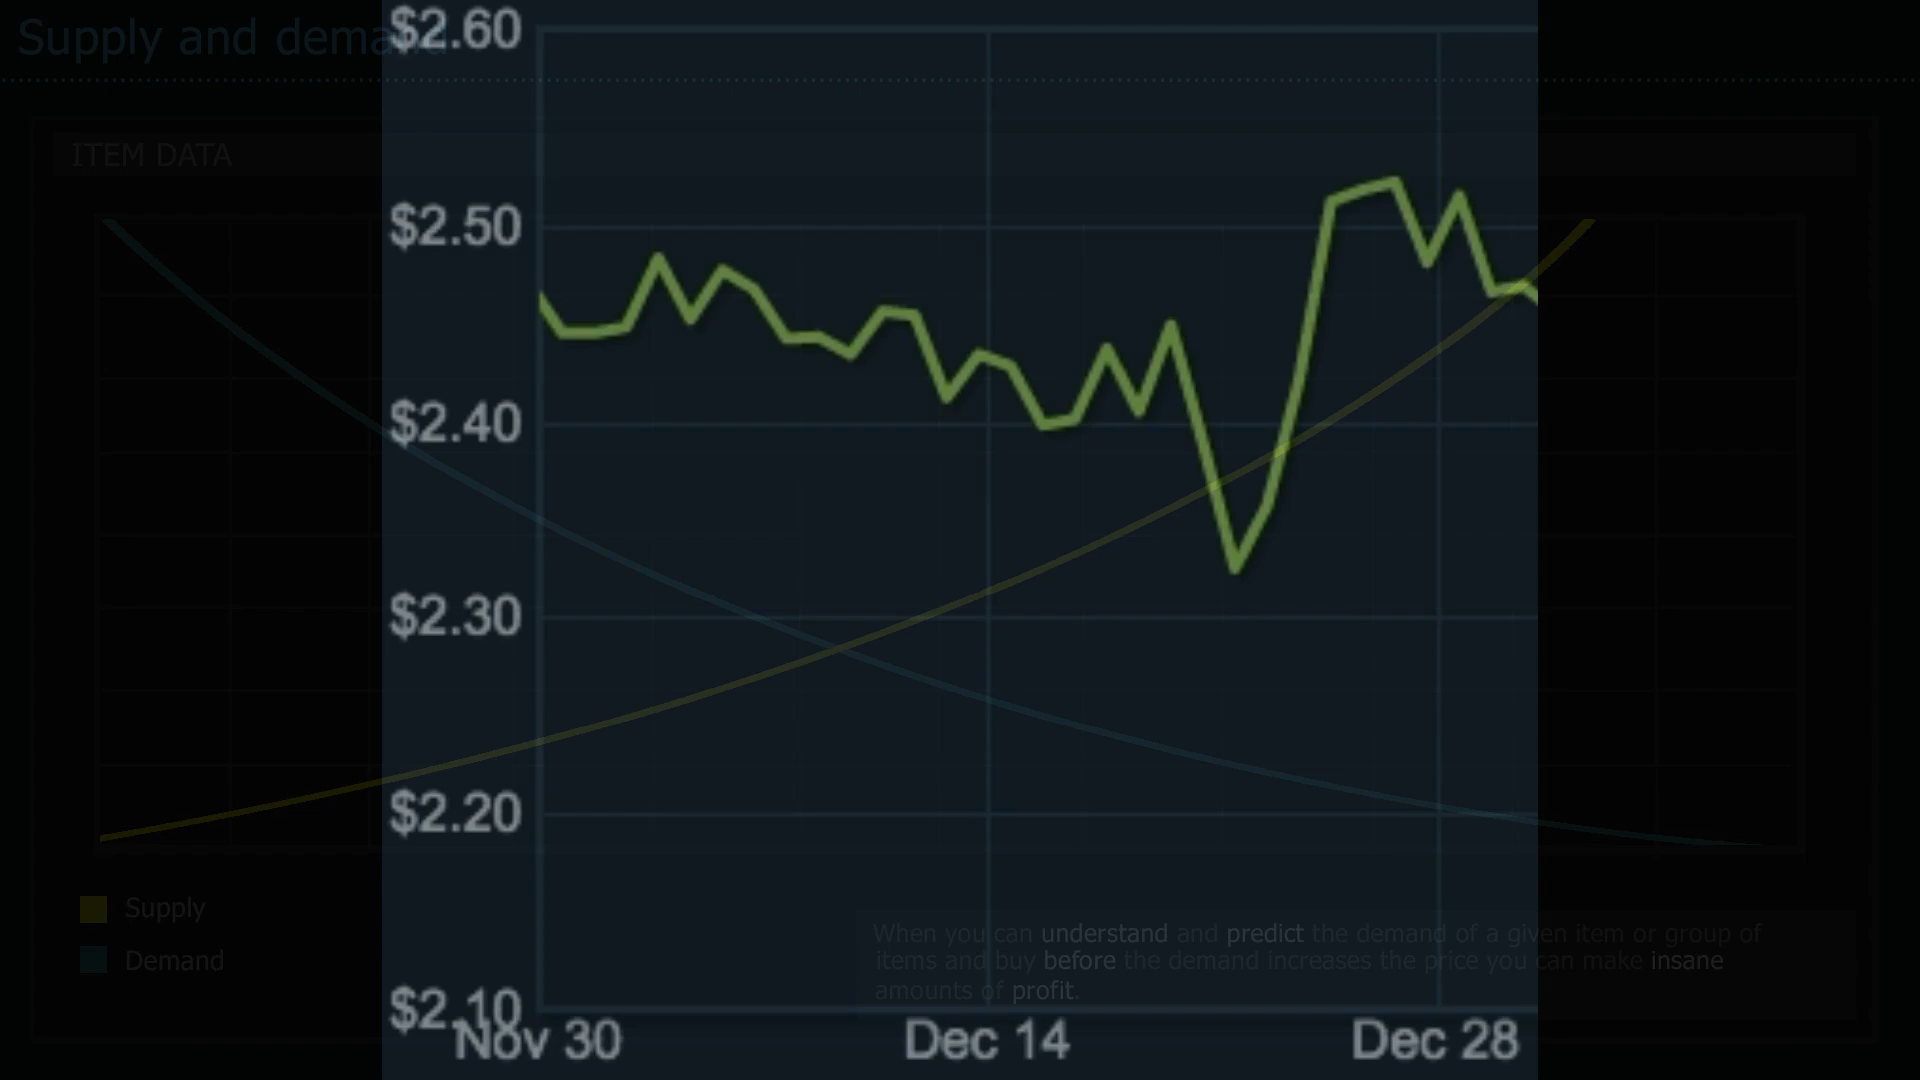 Supply and demand
$2.60
ITEM DATA
$2.50
$2.40
$2.30
$2.20
Supply
Demand
When you can understand and predict the demand of a given item or group of
items and buy before the demand increases the price you can make insane
amounts of profit.
$2.10
Nov 30
Dec 14
Dec 28